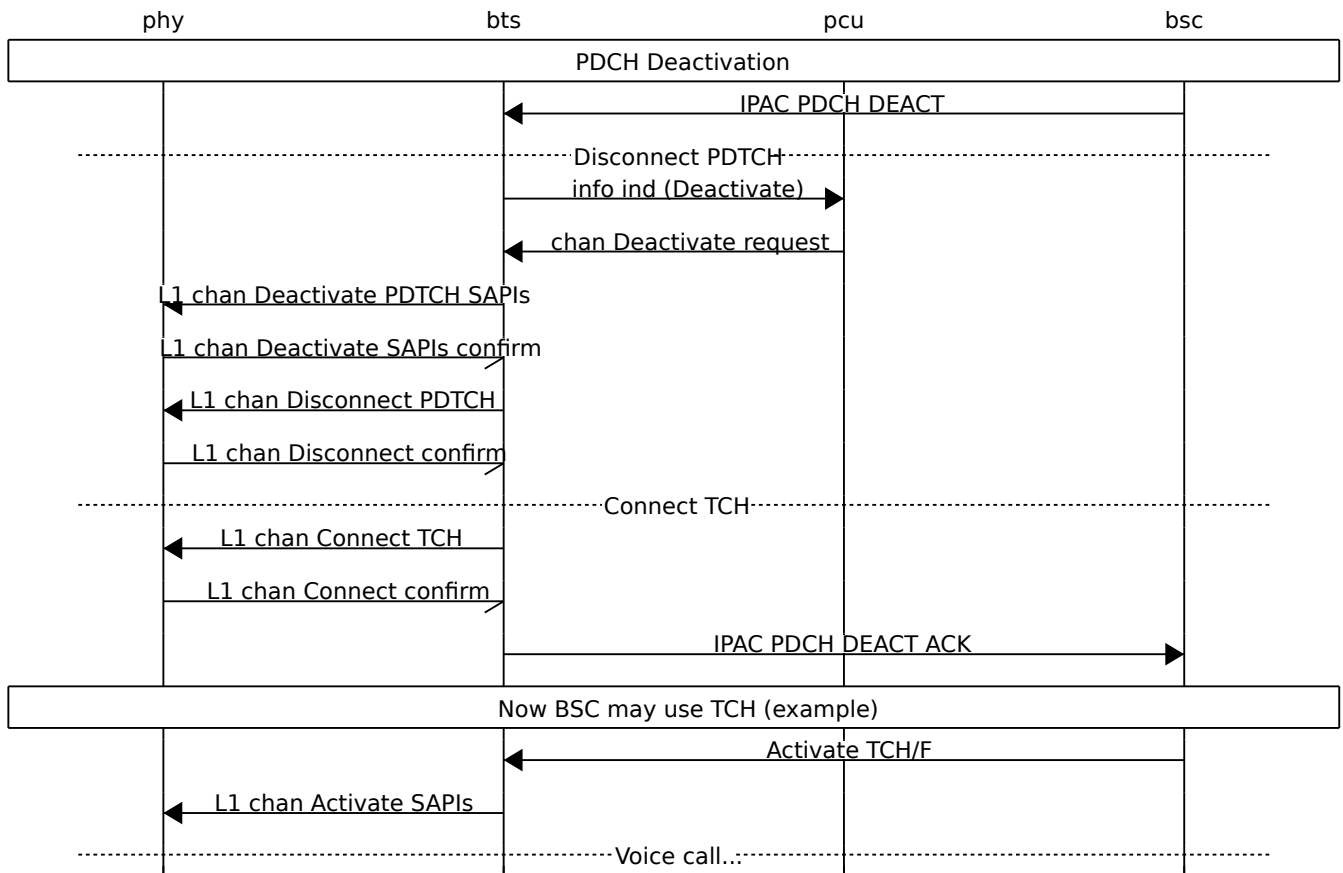 phy bts pcu bsc
PDCH Deactivation
IPAC PDCH DEACT
Disconnect PDTCH
info ind (Deactivate)
chan Deactivate request
L1 chan Deactivate PDTCH SAPIs
L1 chan Deactivate SAPIs confirm
L1 chan Disconnect PDTCH
L1 chan Disconnect confirm
Connect TCH
L1 chan Connect TCH
L1 chan Connect confirm
IPAC PDCH DEACT ACK
Now BSC may use TCH (example)
Activate TCH/F
L1 chan Activate SAPIs
Voice call...